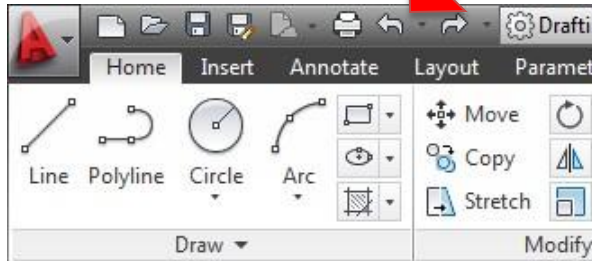 Drafti
Home Insert Annotate Layout Paramet
Line Polyline Circle Arc
Move
Copy
Stretch
Draw
Modify